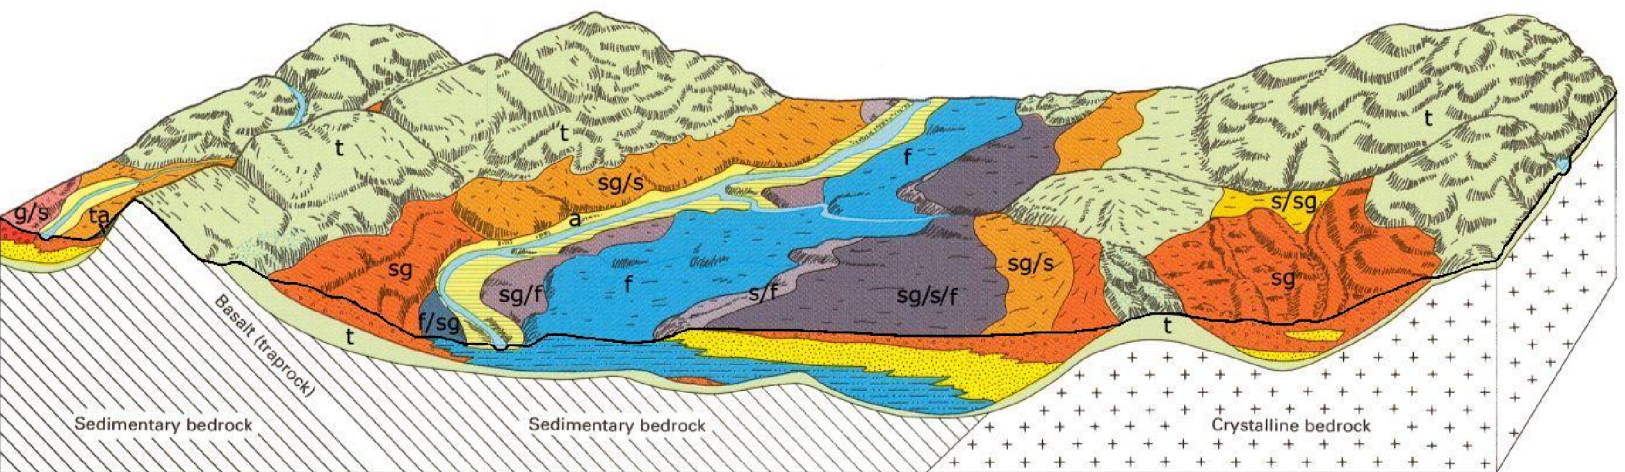 t
t
t
f
sg/s
s/sg
g/s
ta
a
sg
f
sg/f
s/f
sg/s/f
sg/s
sg
f/sg
t
t
Basalt (traprock)
Sedimentary bedrock
Sedimentary bedrock
Crystalline bedrock